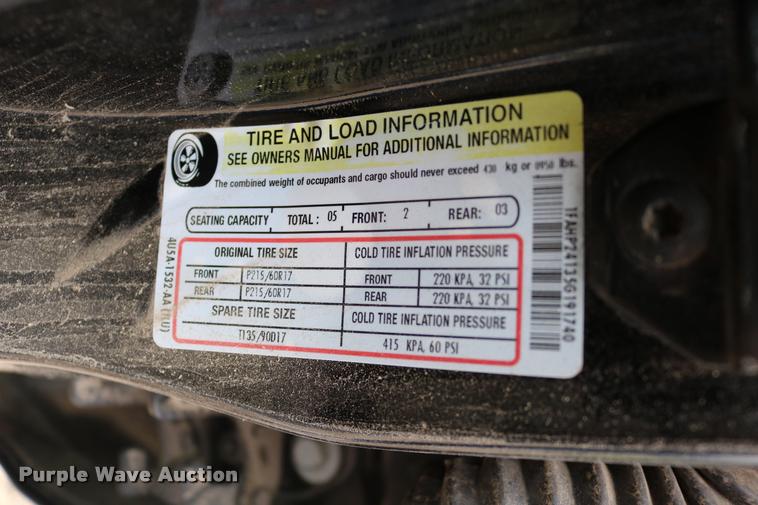 TIRE AND LOAD INFORMATION
SEE OWNERS MANUAL FOR ADDITIONAL INFORMATION
The combined weight of occupants and cargo should never exceed 430 kg or 0950 lbs.
SEATING CAPACITY TOTAL : 05 FRONT: 2 REAR: 03
ORIGINAL TIRE SIZE COLD TIRE INFLATION PRESSURE
FRONT P215/60R17 FRONT 220 KPA, 32 PSI
REAR P215/60R17 REAR 220 KPA, 32 PSI
SPARE TIRE SIZE COLD TIRE INFLATION PRESSURE
T135/90D17 415 KPA, 60 PSI
4U5A-1532-AA
1FAHP24135G191740
Purple Wave Auction